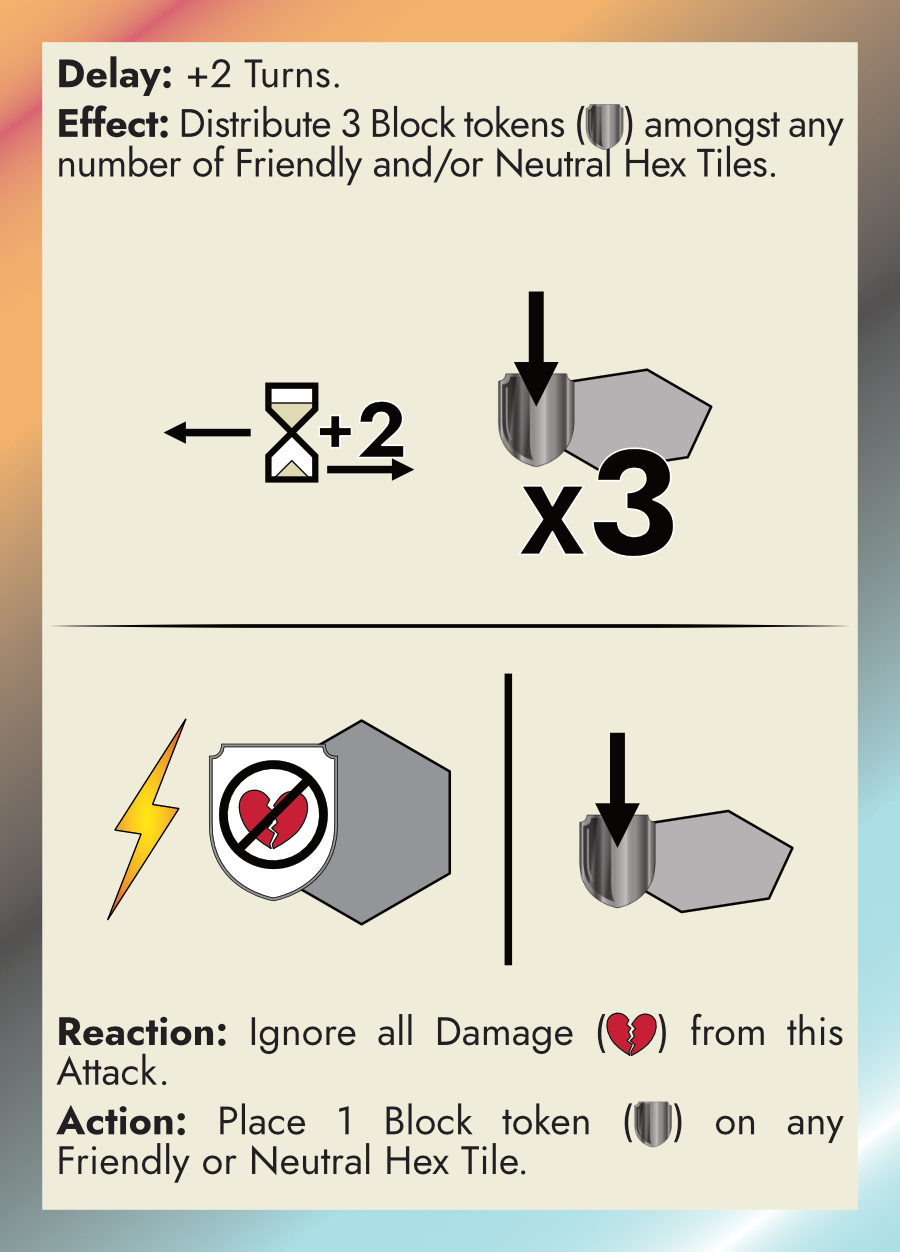 Delay: +2 Turns.
Effect: Distribute 3 Block tokens () amongst any
number of Friendly and/or Neutral Hex Tiles.
+2
x3
Reaction: Ignore all Damage () from this
Attack.
Action: Place 1 Block token () on any
Friendly or Neutral Hex Tile.